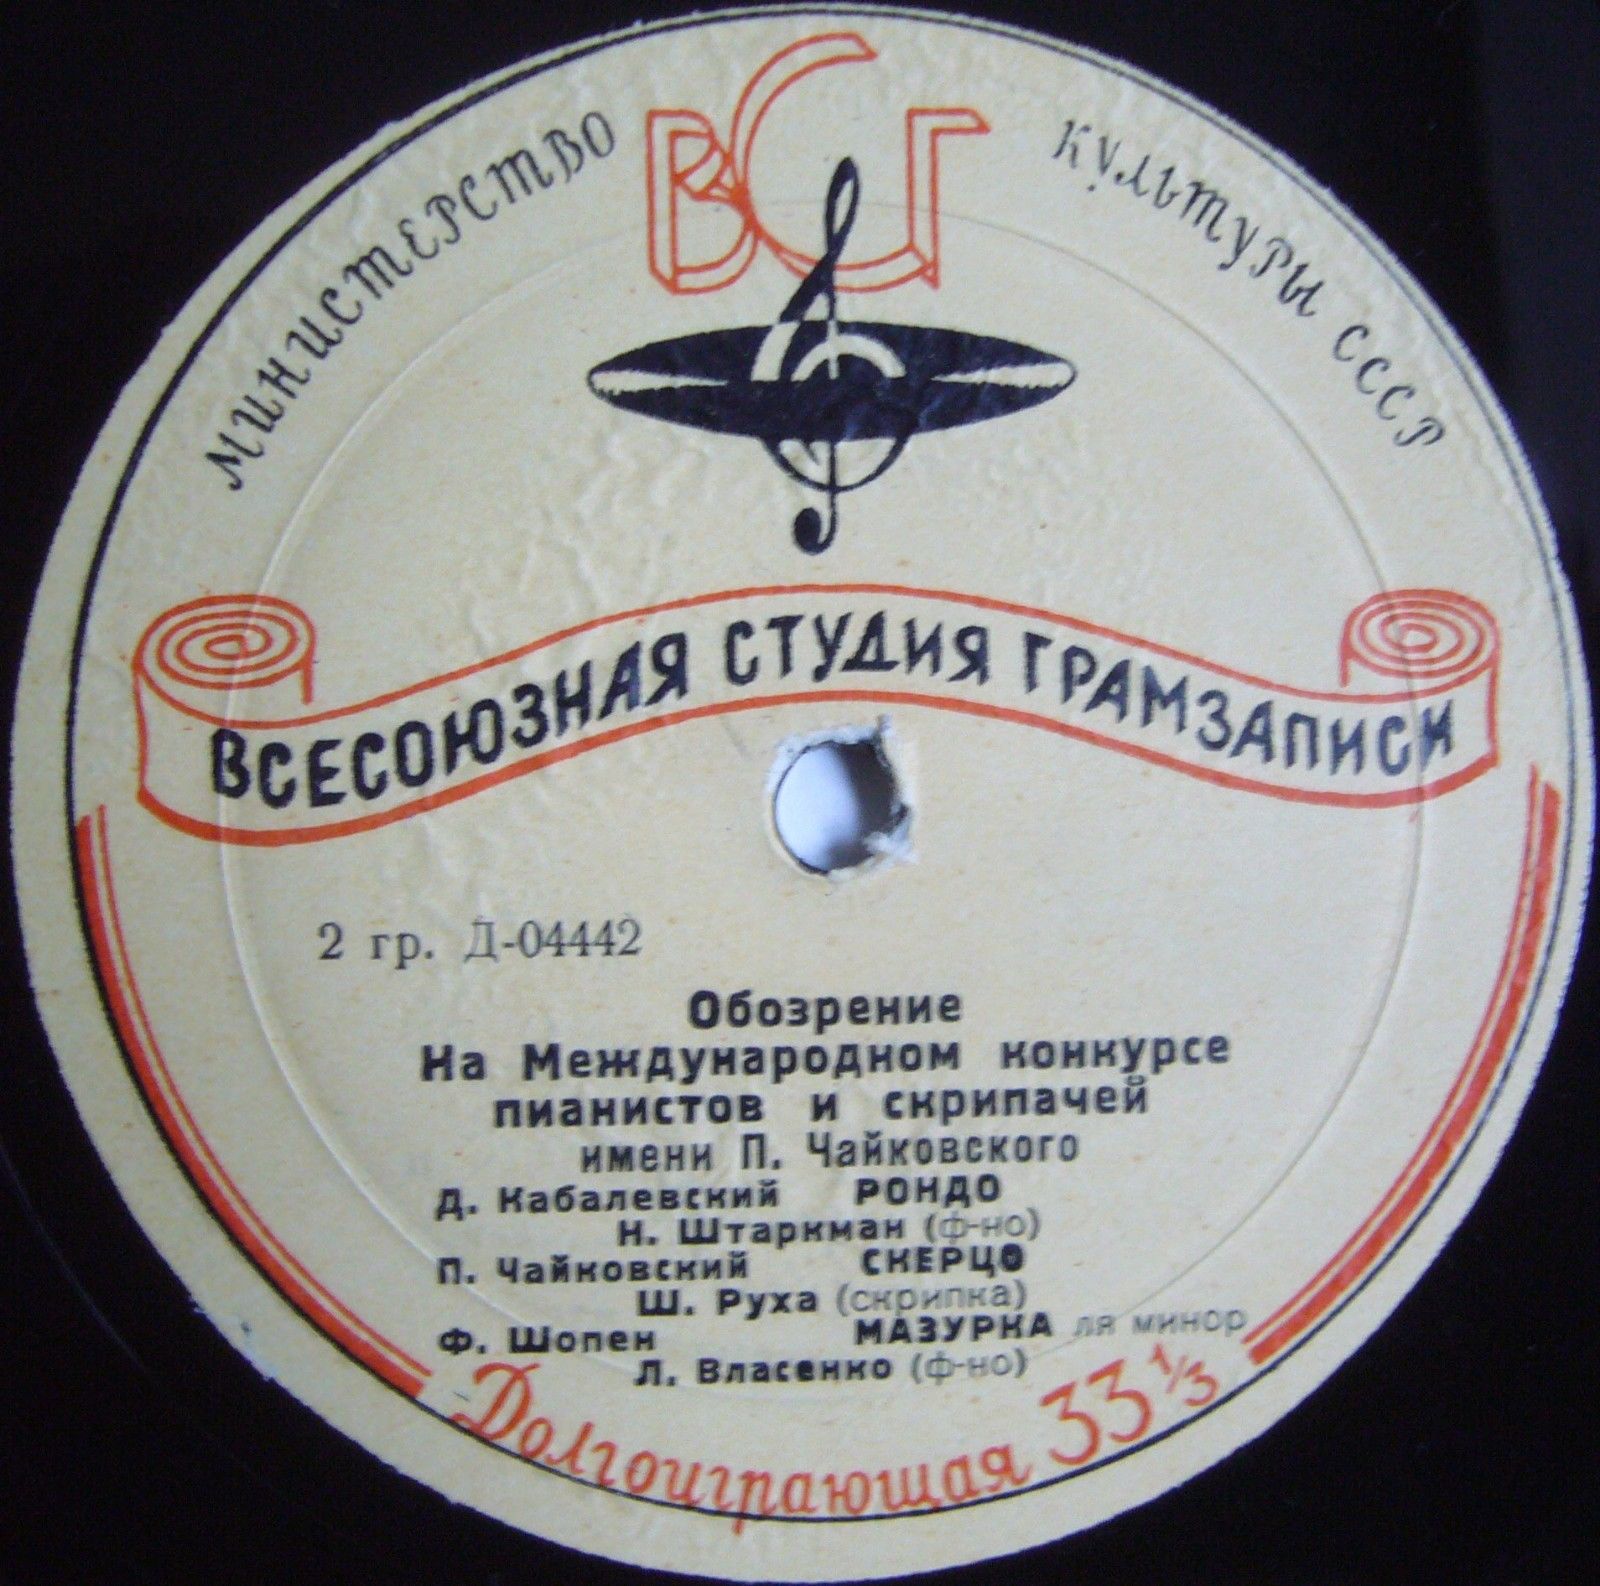 МИНИСТЕРСТВО КУЛЬТУРЫ СССР
ВСГ
ВСЕСОЮЗНАЯ СТУДИЯ ГРАМЗАПИСИ
2 гр. Д-04442
Обозрение
На Международном конкурсе
пианистов и скрипачей
имени П. Чайковского
Д. Кабалевский РОНДО
Н. Штаркман (ф-но)
П. Чайковский СКЕРЦО
Ш. Руха (скрипка)
Ф. Шопен МАЗУРКА ля минор
Л. Власенко (ф-но)
Долгоиграющая 33 1/3